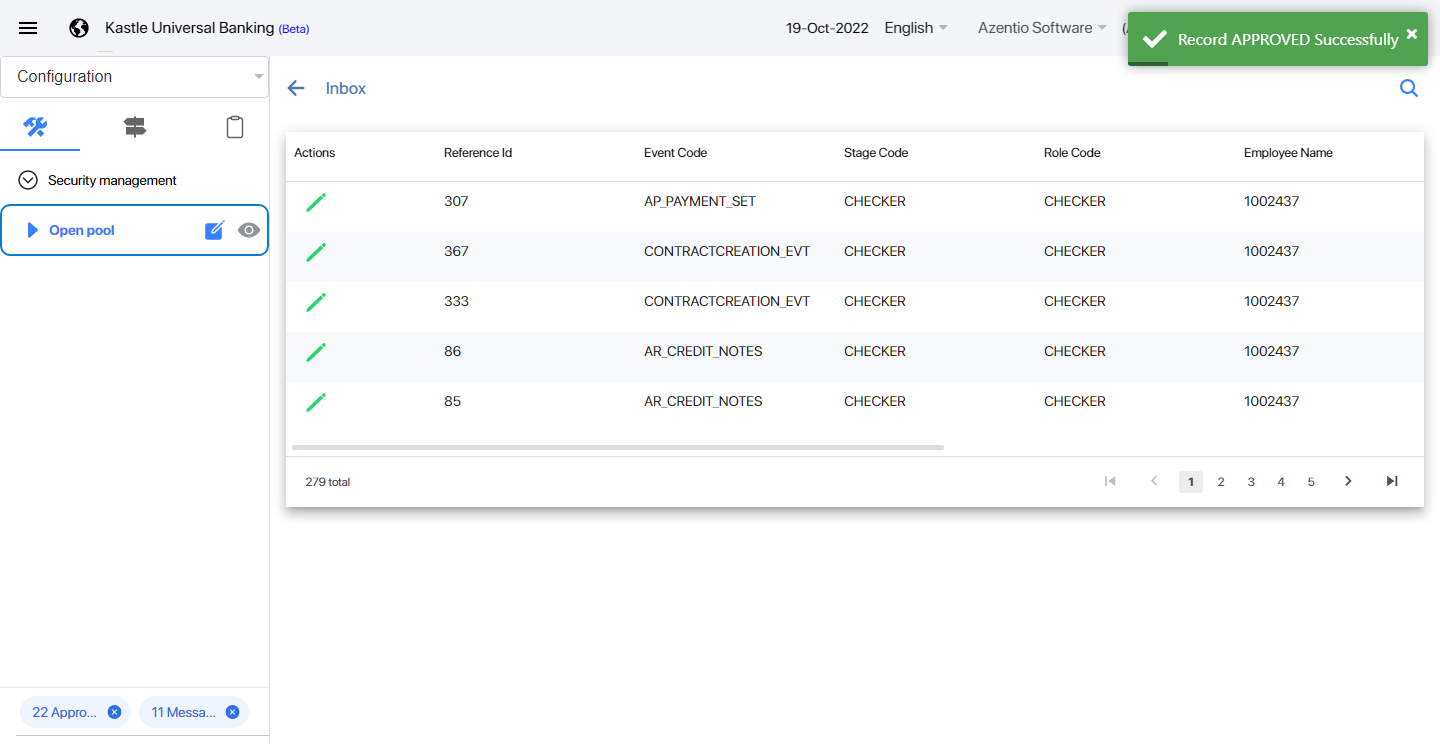 Kastle Universal Banking (Beta)
19-Oct-2022 English Azentio Software
Record APPROVED Successfully
Configuration
Inbox
Security management
Open pool
Actions Reference Id Event Code Stage Code Role Code Employee Name
307 AP_PAYMENT_SET CHECKER CHECKER 1002437
367 CONTRACTCREATION_EVT CHECKER CHECKER 1002437
333 CONTRACTCREATION_EVT CHECKER CHECKER 1002437
86 AR_CREDIT_NOTES CHECKER CHECKER 1002437
85 AR_CREDIT_NOTES CHECKER CHECKER 1002437
279 total 1 2 3 4 5
22 Appro... 11 Messa...